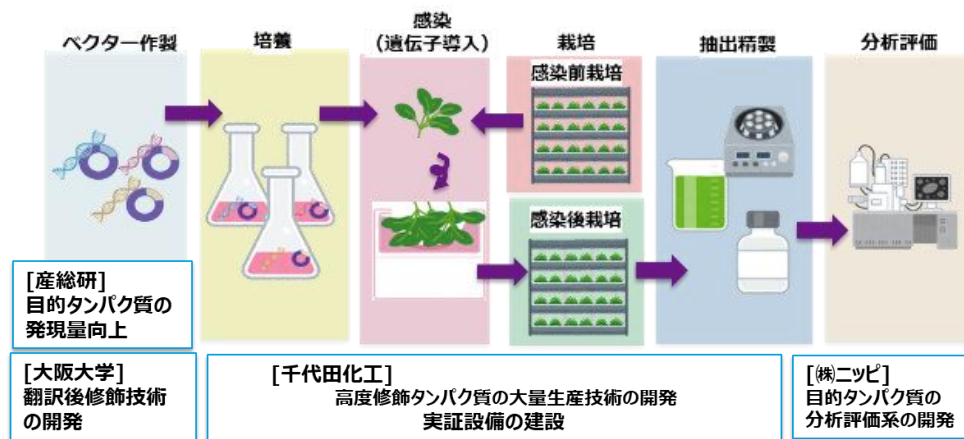 ベクター作製
培養
感染
（遺伝子導入）
栽培
抽出精製
分析評価
感染前栽培
感染後栽培
[産総研]
目的タンパク質の
発現量向上
[大阪大学]
翻訳後修飾技術
の開発
[千代田化工]
高度修飾タンパク質の大量生産技術の開発
実証設備の建設
[㈱ニッピ]
目的タンパク質の
分析評価系の開発